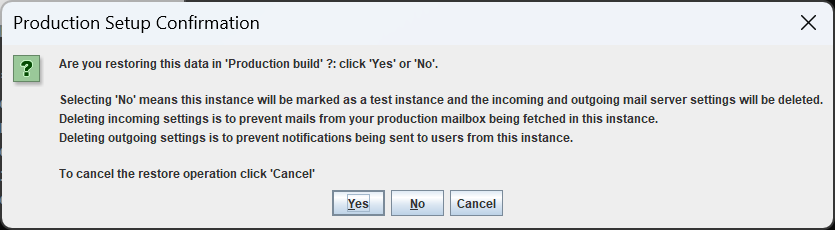 Production Setup Confirmation
Are you restoring this data in 'Production build' ?: click 'Yes' or 'No'.
Selecting 'No' means this instance will be marked as a test instance and the incoming and outgoing mail server settings will be deleted.
Deleting incoming settings is to prevent mails from your production mailbox being fetched in this instance.
Deleting outgoing settings is to prevent notifications being sent to users from this instance.
To cancel the restore operation click 'Cancel'
Yes No Cancel